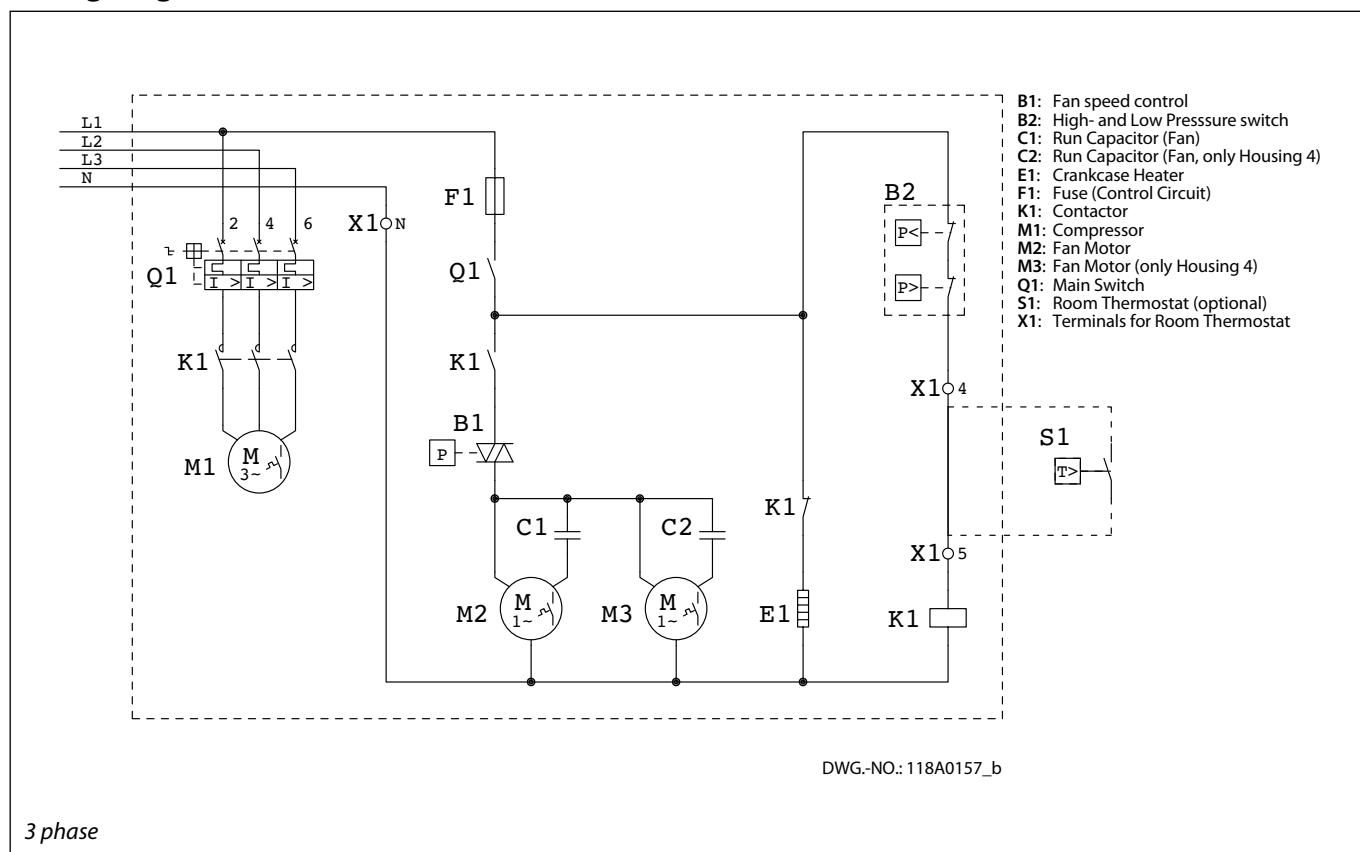 L1
L2
L3
N
2 4 6
Q1
I > I > I >
K1
M
3~
M1
X1 N
F1
Q1
K1
B1
P
C1
C2
M
1~
M2
M
1~
M3
K1
E1
B2
P<
P>
X1 4
S1
T>
X1 5
K1
B1: Fan speed control
B2: High- and Low Presssure switch
C1: Run Capacitor (Fan)
C2: Run Capacitor (Fan, only Housing 4)
E1: Crankcase Heater
F1: Fuse (Control Circuit)
K1: Contactor
M1: Compressor
M2: Fan Motor
M3: Fan Motor (only Housing 4)
Q1: Main Switch
S1: Room Thermostat (optional)
X1: Terminals for Room Thermostat
DWG.-NO.: 118A0157_b
3 phase